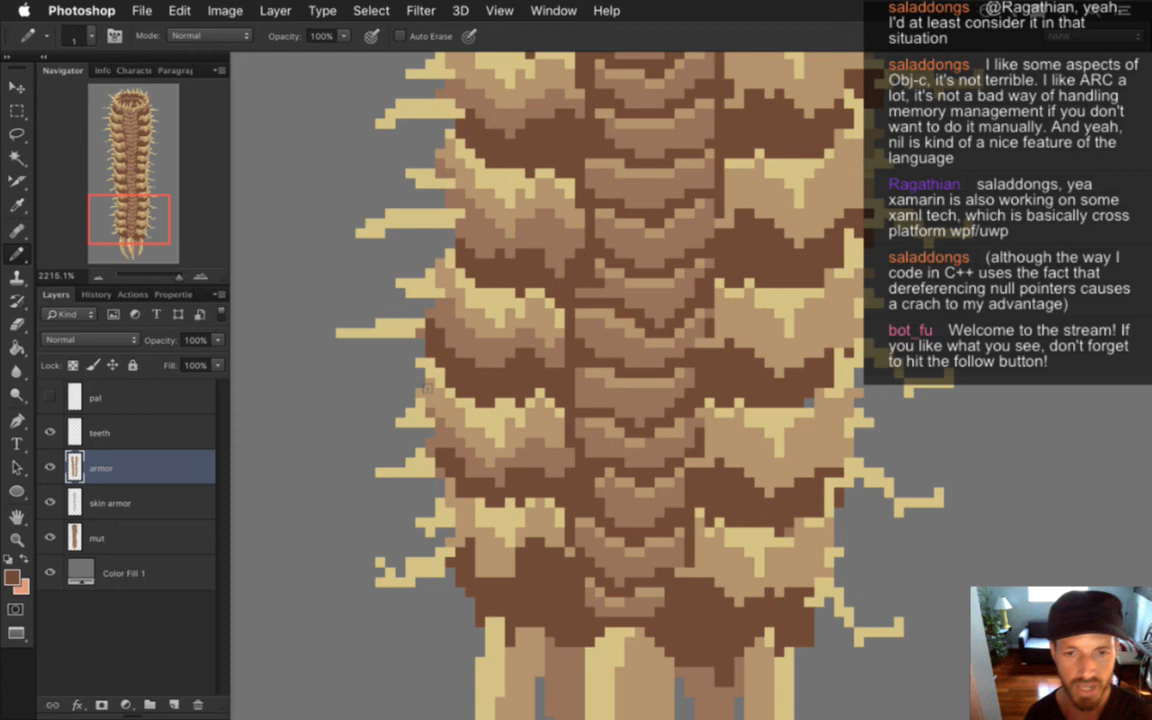 Photoshop File Edit Image Layer Type Select Filter 3D View Window Help
1 Mode: Normal Opacity: 100% Auto Erase
Navigator Info Characte Paragraj
2215.1%
Layers History Actions Propertie
Kind
Normal Opacity: 100%
Lock: Fill: 100%
pal
teeth
armor
skin armor
mut
Color Fill 1
fx
saladdongs @Ragathian, yeah,
I'd at least consider it in that
situation
saladdongs I like some aspects of
Obj-c, it's not terrible. I like ARC a
lot, it's not a bad way of handling
memory management if you don't
want to do it manually. And yeah,
nil is kind of a nice feature of the
language
Ragathian saladdongs, yea
xamarin is also working on some
xaml tech, which is basically cross
platform wpf/uwp
saladdongs (although the way I
code in C++ uses the fact that
dereferencing null pointers causes
a crach to my advantage)
bot_fu Welcome to the stream! If
you like what you see, don't forget
to hit the follow button!